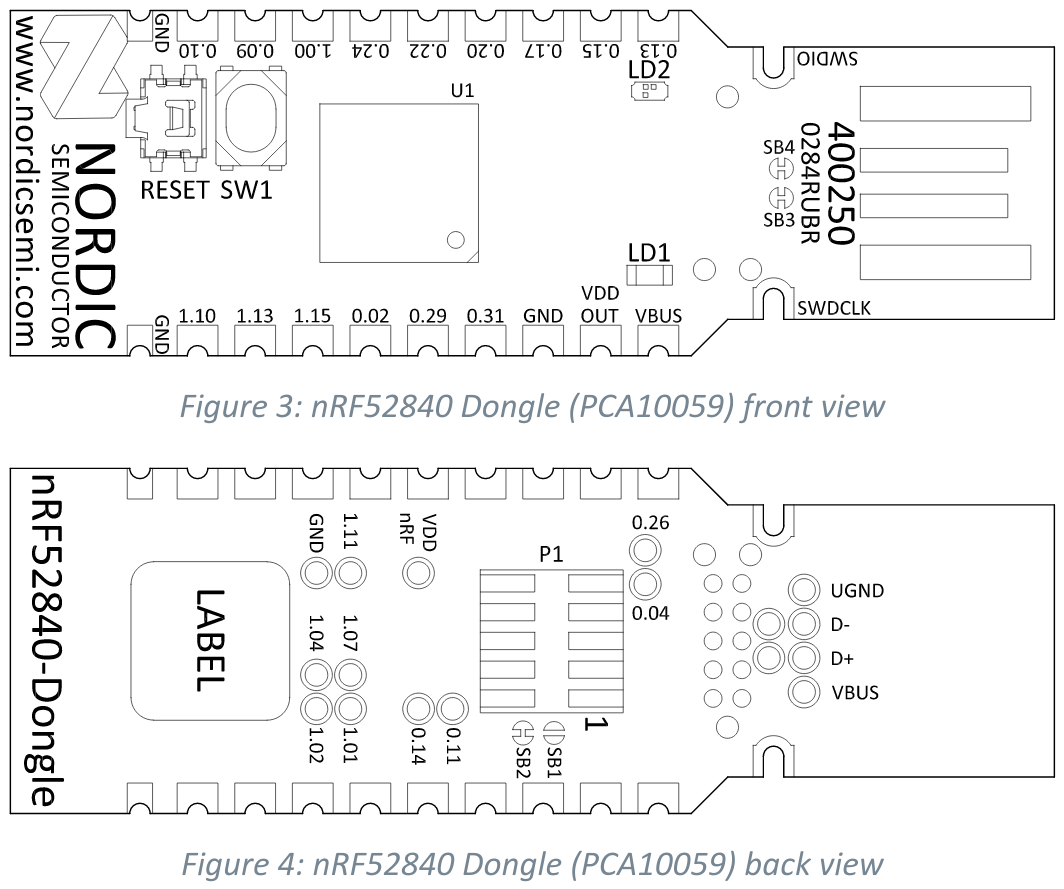 www.nordicsemi.com
NORDIC
SEMICONDUCTOR
GND
0.10
0.09
1.00
0.24
0.22
0.20
0.17
0.15
0.13
SWDIO
LD2
U1
RESET SW1
SB4
SB3
400250
0284RUBR
LD1
GND
1.10
1.13
1.15
0.02
0.29
0.31
GND
VDD
OUT
VBUS
SWDCLK
Figure 3: nRF52840 Dongle (PCA10059) front view
nRF52840-Dongle
LABEL
GND
1.11
VDD
nRF
P1
0.26
0.04
UGND
D-
D+
VBUS
1.04
1.07
1.02
1.01
0.14
0.11
1
SB2
SB1
Figure 4: nRF52840 Dongle (PCA10059) back view